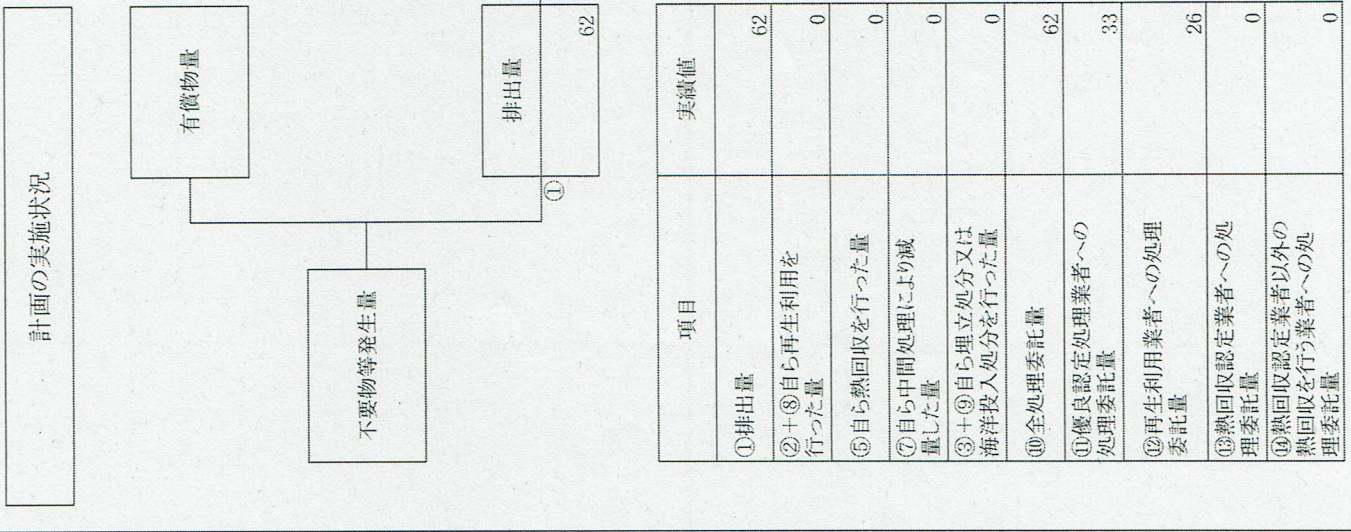 計画の実施状況
有償物量
不要物等発生量
排出量
①
62
項目
実績値
①排出量
62
②+⑧自ら再生利用を
行った量
0
⑤自ら熱回収を行った量
0
⑦自ら中間処理により減
量した量
0
③+⑨自ら埋立処分又は
海洋投入処分を行った量
0
⑩全処理委託量
62
⑪優良認定処理業者への
処理委託量
33
⑫再生利用業者への処理
委託量
26
⑬熱回収認定業者への処
理委託量
0
⑭熱回収認定業者以外の
熱回収を行う業者への処
理委託量
0